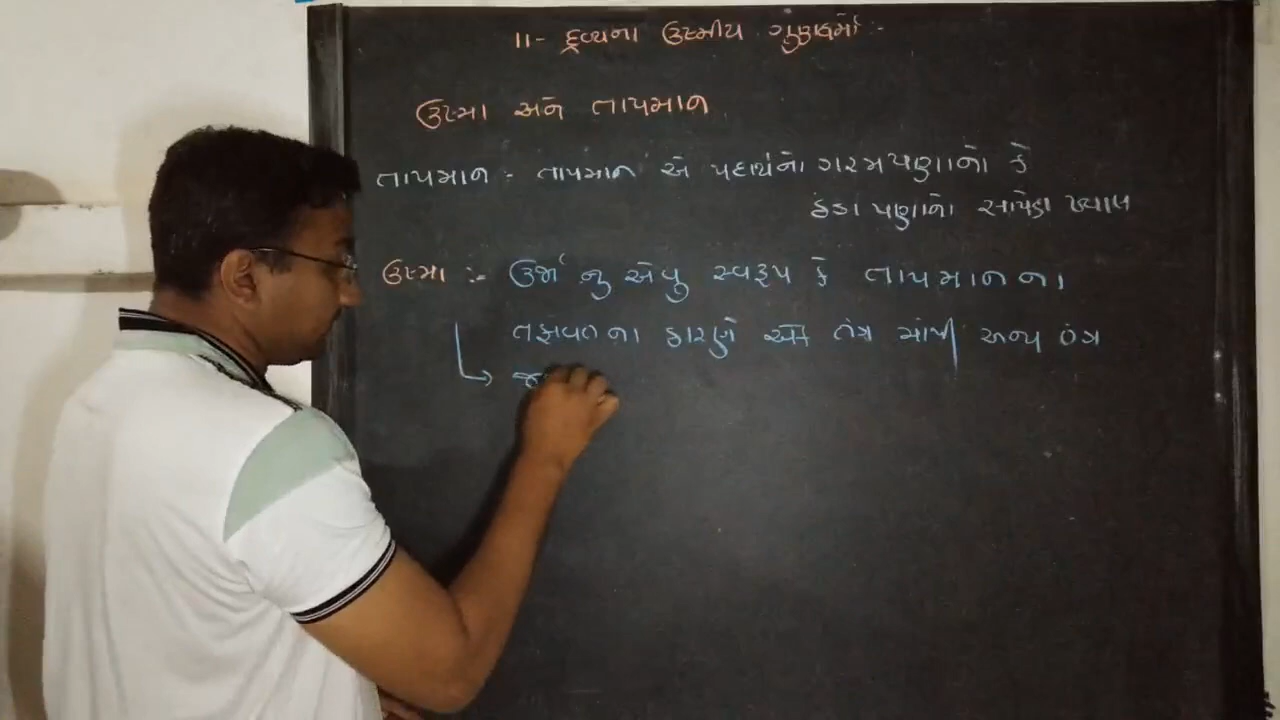 11- દ્રવ્યના ઉષ્મીય ગુણધર્મો :-
ઉષ્મા અને તાપમાન
તાપમાન :- તાપમાન એ પદાર્થનો ગરમપણાનો કે
ઠંડા પણાનો સાપેક્ષ ખ્યાલ
ઉષ્મા :- ઉર્જા નુ એવુ સ્વરૂપ કે તાપમાનના
તફાવતના કારણે એક તંત્ર માંથી અન્ય તંત્ર